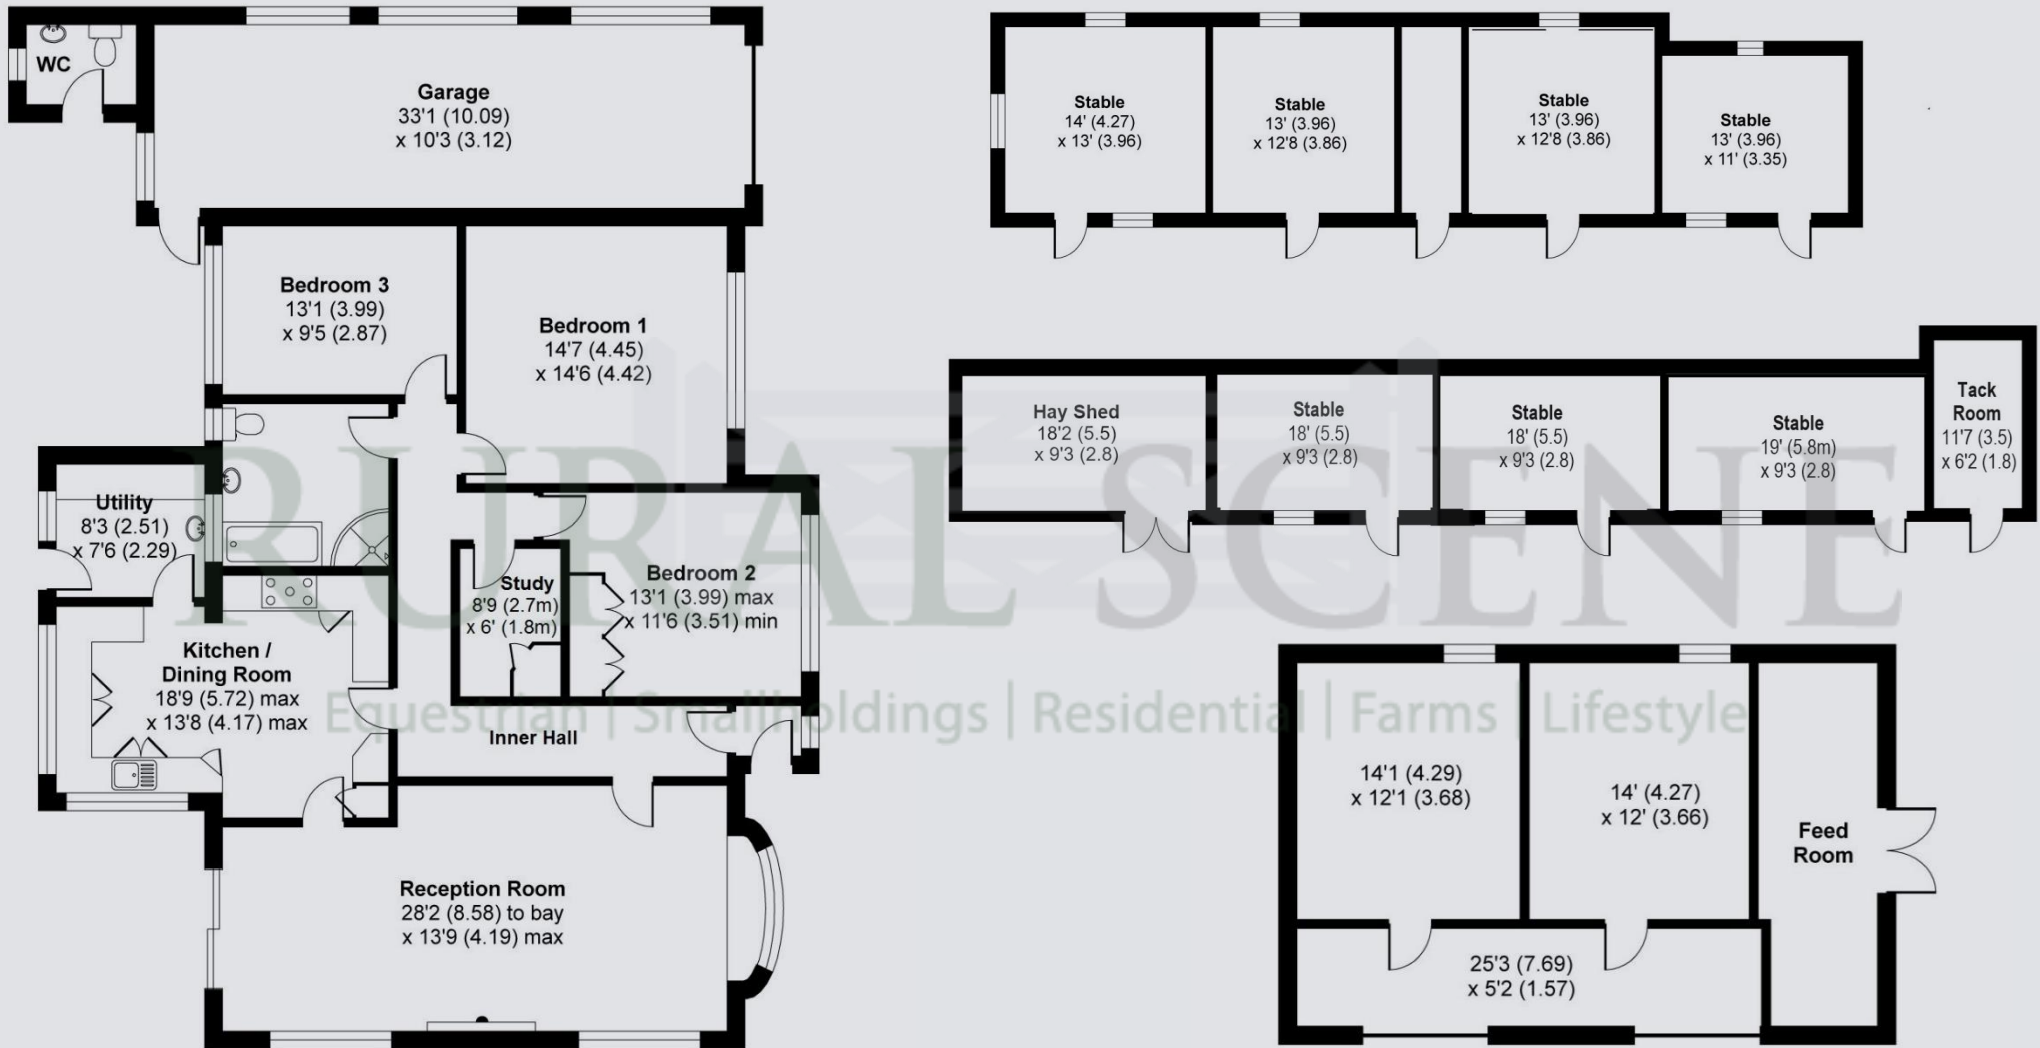 WC
Garage
33'1 (10.09)
x 10'3 (3.12)
Bedroom 3
13'1 (3.99)
x 9'5 (2.87)
Bedroom 1
14'7 (4.45)
x 14'6 (4.42)
Utility
8'3 (2.51)
x 7'6 (2.29)
Study
8'9 (2.7m)
x 6' (1.8m)
Bedroom 2
13'1 (3.99) max
x 11'6 (3.51) min
Kitchen /
Dining Room
18'9 (5.72) max
x 13'8 (4.17) max
Inner Hall
Reception Room
28'2 (8.58) to bay
x 13'9 (4.19) max
Stable
14' (4.27)
x 13' (3.96)
Stable
13' (3.96)
x 12'8 (3.86)
Stable
13' (3.96)
x 12'8 (3.86)
Stable
13' (3.96)
x 11' (3.35)
Hay Shed
18'2 (5.5)
x 9'3 (2.8)
Stable
18' (5.5)
x 9'3 (2.8)
Stable
18' (5.5)
x 9'3 (2.8)
Stable
19' (5.8m)
x 9'3 (2.8)
Tack
Room
11'7 (3.5)
x 6'2 (1.8)
14'1 (4.29)
x 12'1 (3.68)
14' (4.27)
x 12' (3.66)
Feed
Room
25'3 (7.69)
x 5'2 (1.57)
RURAL SCENE
Equestrian | Smallholdings | Residential | Farms | Lifestyle